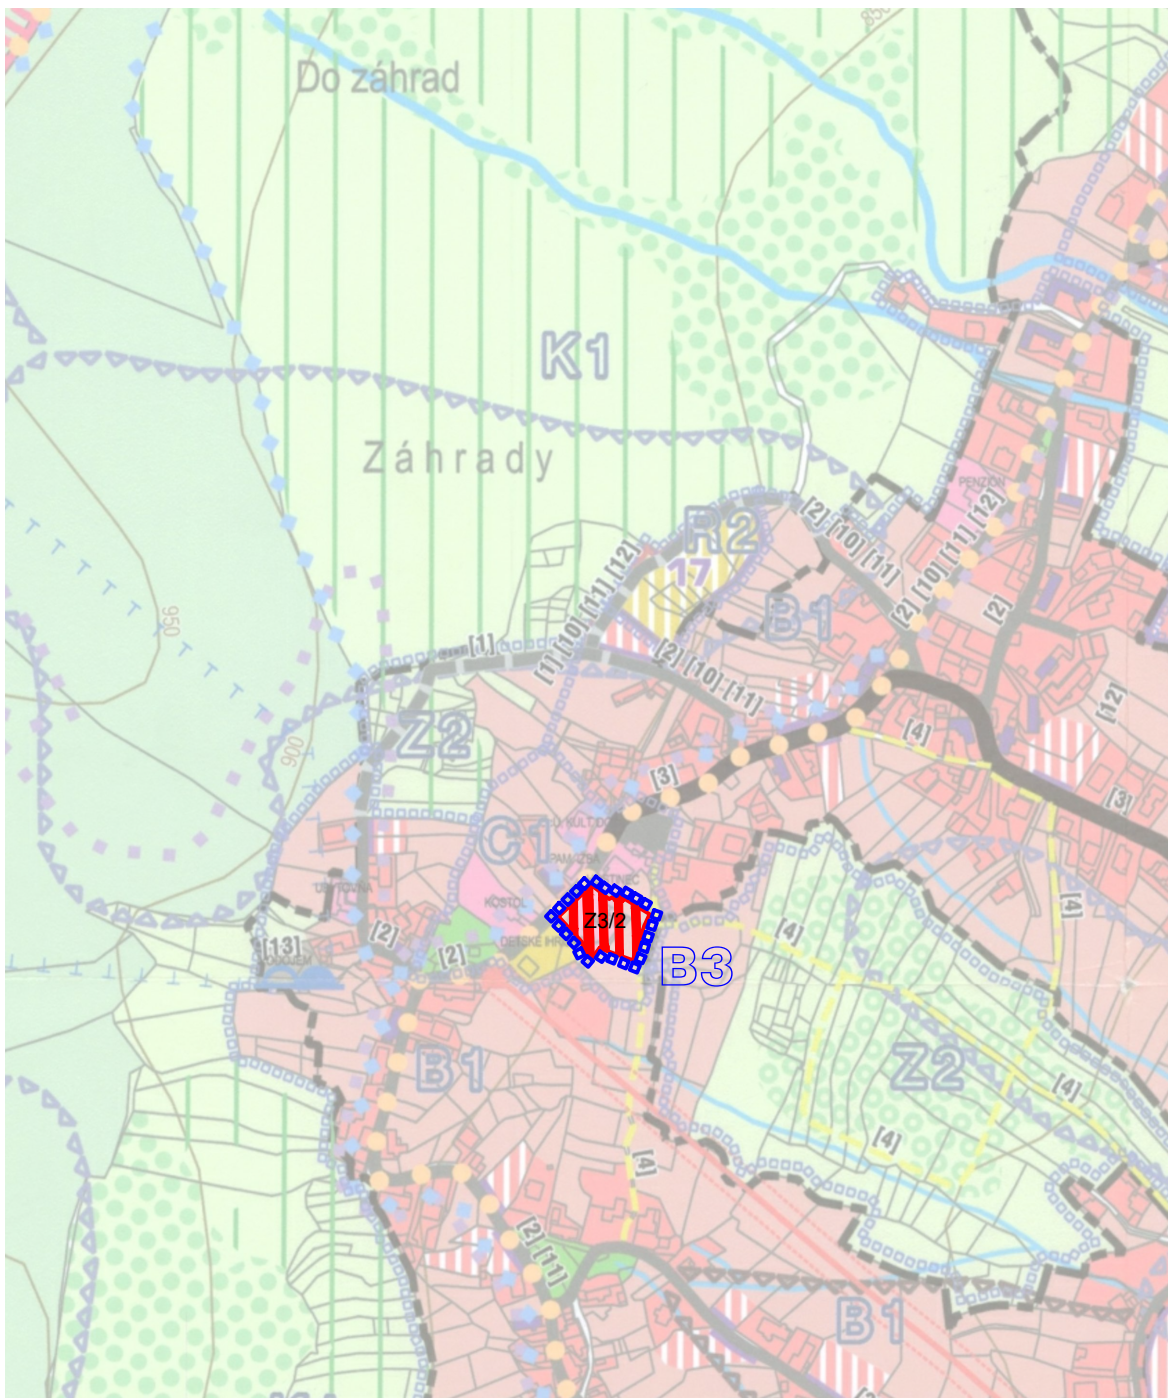 850
Do záhrad
K1
Záhrady
PENZIÓN
[2] [10] [11]
[2] [10] [11] [12]
R2
17
[1] [10] [11] [12]
B1
[2]
950
[1]
[2] [10] [11]
[12]
Z2
900
[4]
[3]
[3]
C1
KOSTOL
Z3/2
[4]
[2]
[4]
[13]
[2]
B3
B1
Z2
[4]
[4]
[4]
[2] [11]
B1